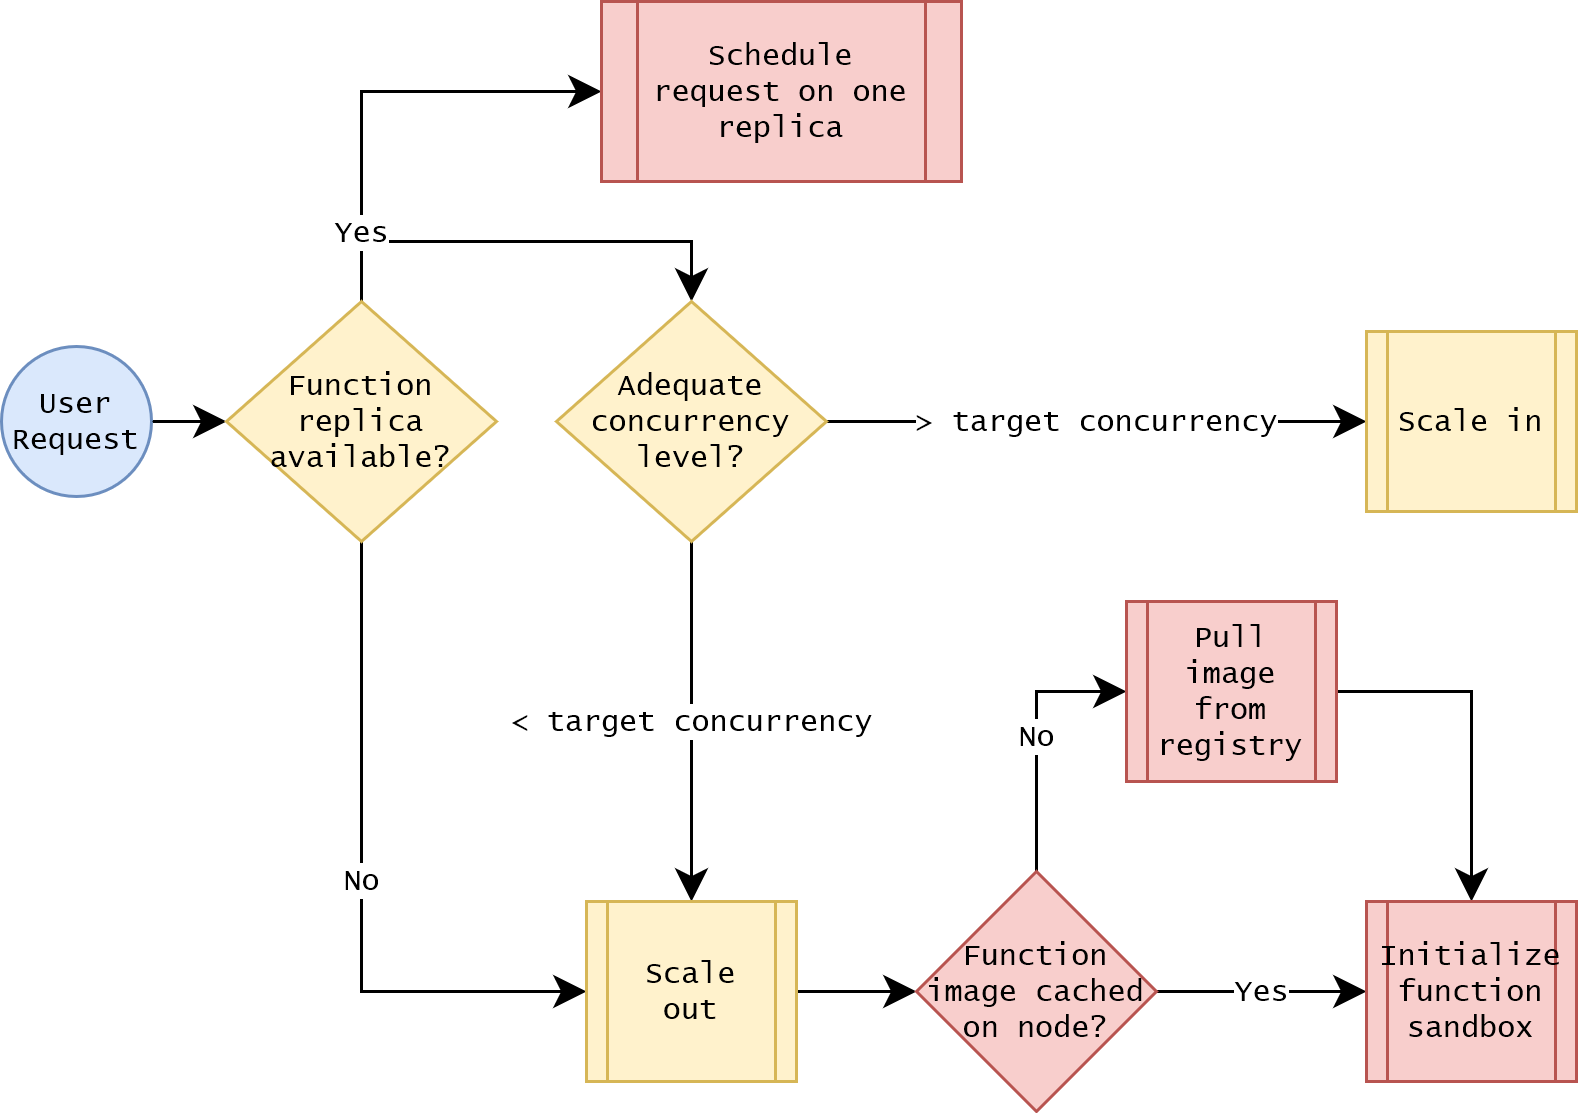 Schedule
request on one
replica
Yes
User
Request
Function
replica
available?
Adequate
concurrency
level?
> target concurrency
Scale in
< target concurrency
Pull
image
from
registry
No
No
Scale
out
Function
image cached
on node?
Yes
Initialize
function
sandbox